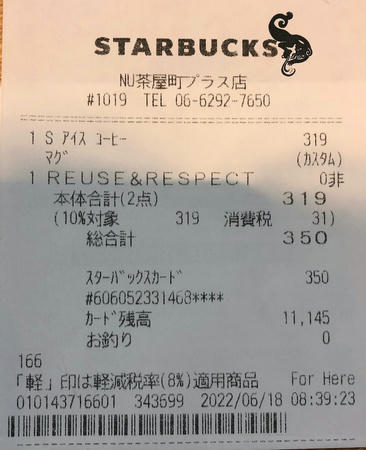 STARBUCKS
NU茶屋町プラス店
#1019 TEL 06-6292-7650
1 S アイス コーヒー 319
マグ (カスタム)
1 REUSE&RESPECT 0非
本体合計(2点) 319
(10%対象 319 消費税 31)
総合計 350
スターバックスカード 350
#606052331468****
カード残高 11,145
お釣り 0
166
「軽」印は軽減税率(8%)適用商品 For Here
010143716601 343699 2022/06/18 08:39:23